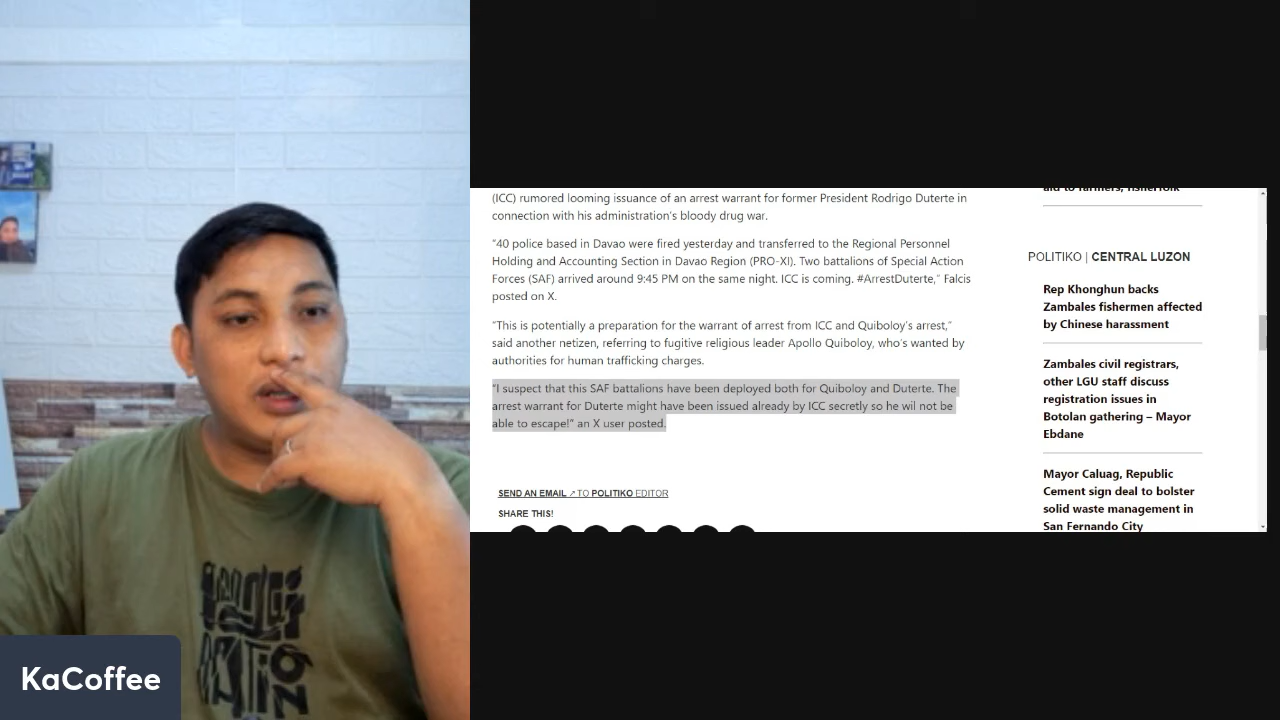 (ICC) rumored looming issuance of an arrest warrant for former President Rodrigo Duterte in
connection with his administration's bloody drug war.
"40 police based in Davao were fired yesterday and transferred to the Regional Personnel
Holding and Accounting Section in Davao Region (PRO-XI). Two battalions of Special Action
Forces (SAF) arrived around 9:45 PM on the same night. ICC is coming. #ArrestDuterte," Falcis
posted on X.
"This is potentially a preparation for the warrant of arrest from ICC and Quiboloy's arrest,"
said another netizen, referring to fugitive religious leader Apollo Quiboloy, who's wanted by
authorities for human trafficking charges.
"I suspect that this SAF battalions have been deployed both for Quiboloy and Duterte. The
arrest warrant for Duterte might have been issued already by ICC secretly so he wil not be
able to escape!" an X user posted.
SEND AN EMAIL ↗ TO POLITIKO EDITOR
SHARE THIS!
aid to farmers, fisherfolk
POLITIKO | CENTRAL LUZON
Rep Khonghun backs
Zambales fishermen affected
by Chinese harassment
Zambales civil registrars,
other LGU staff discuss
registration issues in
Botolan gathering – Mayor
Ebdane
Mayor Caluag, Republic
Cement sign deal to bolster
solid waste management in
San Fernando City
KaCoffee